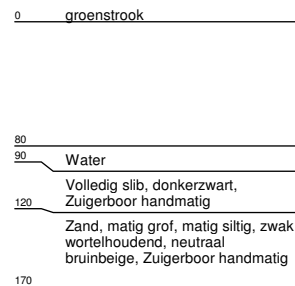 0 groenstrook
80
90 Water
Volledig slib, donkerzwart,
120 Zuigerboor handmatig
Zand, matig grof, matig siltig, zwak
wortelhoudend, neutraal
bruinbeige, Zuigerboor handmatig
170